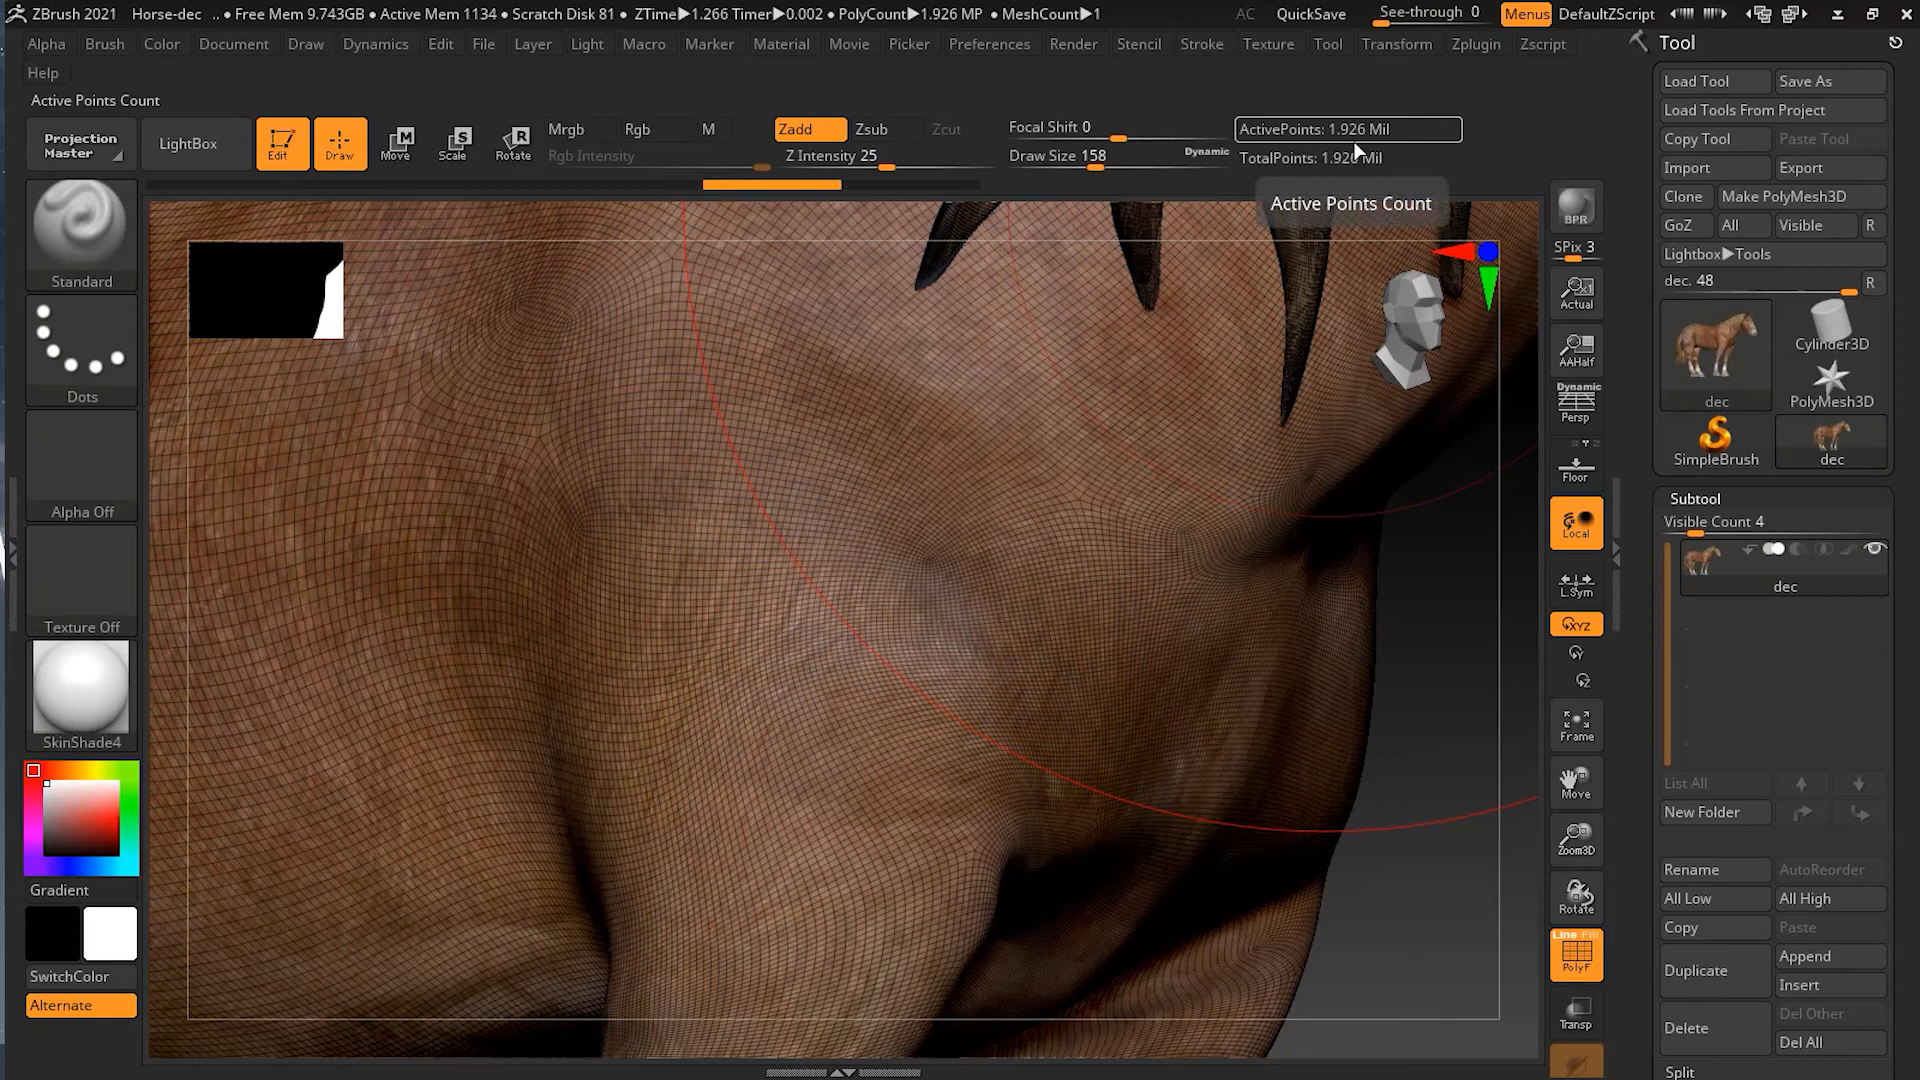 ZBrush 2021 Horse-dec .. • Free Mem 9.743GB • Active Mem 1134 • Scratch Disk 81 • ZTime▶1.266 Timer▶0.002 • PolyCount▶1.926 MP • MeshCount▶1 AC QuickSave See-through 0 Menus DefaultZScript
Alpha Brush Color Document Draw Dynamics Edit File Layer Light Macro Marker Material Movie Picker Preferences Render Stencil Stroke Texture Tool Transform Zplugin Zscript
Help
Active Points Count
Projection Master
LightBox
Edit
Draw
Move
Scale
Rotate
Mrgb Rgb M
Rgb Intensity
Zadd Zsub Zcut
Z Intensity 25
Focal Shift 0
Draw Size 158
Dynamic
ActivePoints: 1.926 Mil
TotalPoints: 1.926 Mil
Active Points Count
Standard
Dots
Alpha Off
Texture Off
SkinShade4
Gradient
SwitchColor
Alternate
BPR
SPix 3
Actual
AAHalf
Dynamic
Persp
Floor
Local
L.Sym
XYZ
Frame
Move
Zoom3D
Rotate
Line Fill
PolyF
Transp
Tool
Load Tool Save As
Load Tools From Project
Copy Tool Paste Tool
Import Export
Clone Make PolyMesh3D
GoZ All Visible R
Lightbox▶Tools
dec. 48 R
dec
Cylinder3D
PolyMesh3D
SimpleBrush
dec
Subtool
Visible Count 4
dec
List All
New Folder
Rename AutoReorder
All Low All High
Copy Paste
Duplicate Append
Insert
Delete Del Other
Del All
Split